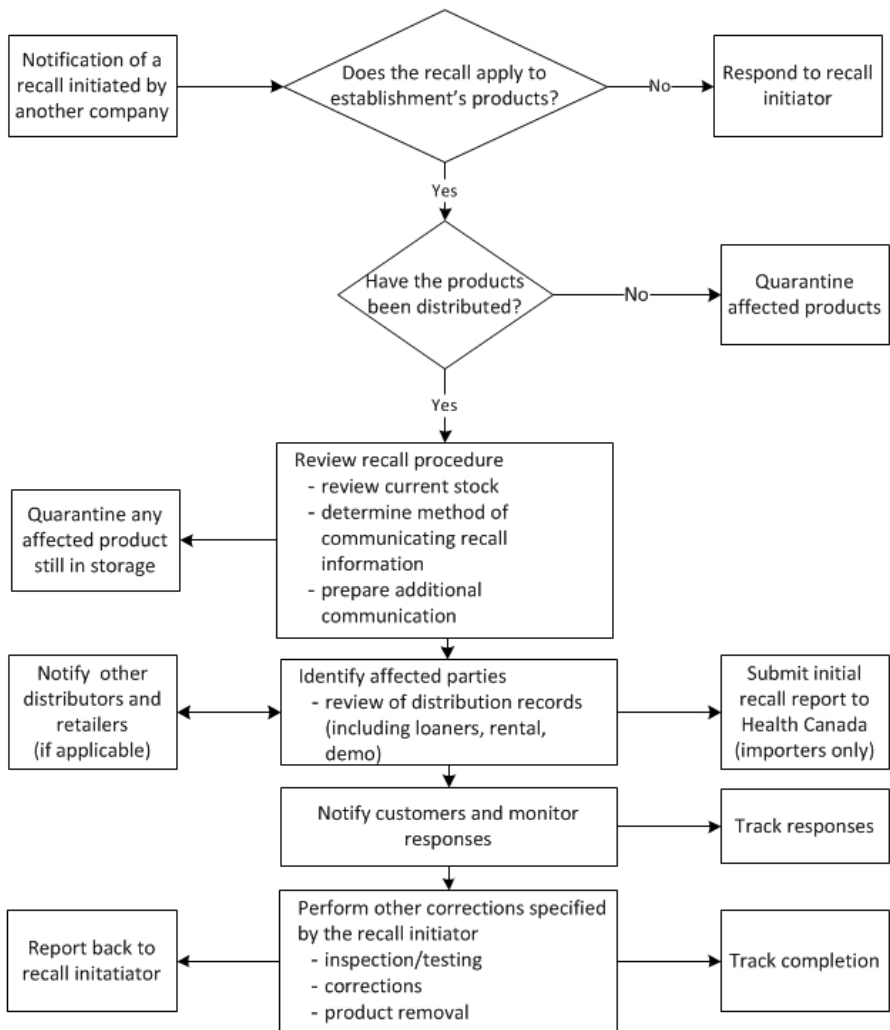 Notification of a
recall initiated by
another company
Does the recall apply to
establishment's products?
No
Respond to recall
initiator
Yes
Have the products
been distributed?
No
Quarantine
affected products
Yes
Review recall procedure
- review current stock
- determine method of
communicating recall
information
- prepare additional
communication
Quarantine any
affected product
still in storage
Notify other
distributors and
retailers
(if applicable)
Identify affected parties
- review of distribution records
(including loaners, rental,
demo)
Submit initial
recall report to
Health Canada
(importers only)
Notify customers and monitor
responses
Track responses
Perform other corrections specified
by the recall initiator
- inspection/testing
- corrections
- product removal
Report back to
recall initatiator
Track completion